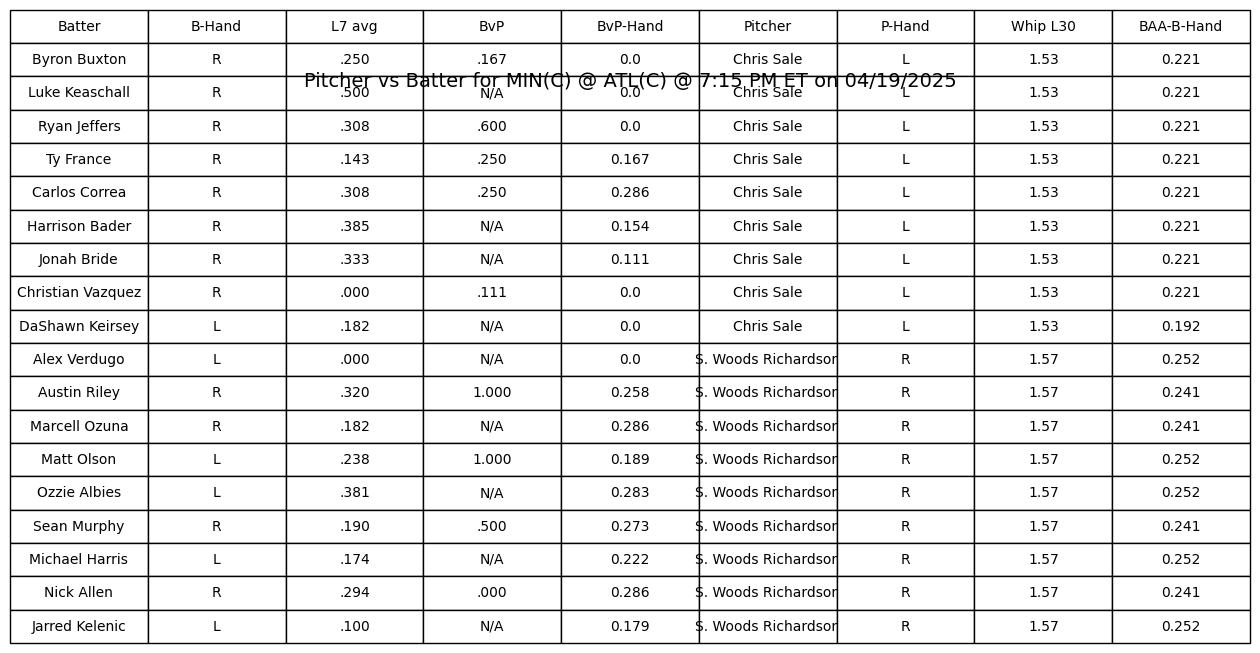 Batter B-Hand L7 avg BvP BvP-Hand Pitcher P-Hand Whip L30 BAA-B-Hand
Byron Buxton R .250 .167 0.0 Chris Sale L 1.53 0.221
Pitcher vs Batter for MIN(C) @ ATL(C) @ 7:15 PM ET on 04/19/2025
Luke Keaschall R .500 N/A 0.0 Chris Sale L 1.53 0.221
Ryan Jeffers R .308 .600 0.0 Chris Sale L 1.53 0.221
Ty France R .143 .250 0.167 Chris Sale L 1.53 0.221
Carlos Correa R .308 .250 0.286 Chris Sale L 1.53 0.221
Harrison Bader R .385 N/A 0.154 Chris Sale L 1.53 0.221
Jonah Bride R .333 N/A 0.111 Chris Sale L 1.53 0.221
Christian Vazquez R .000 .111 0.0 Chris Sale L 1.53 0.221
DaShawn Keirsey L .182 N/A 0.0 Chris Sale L 1.53 0.192
Alex Verdugo L .000 N/A 0.0 S. Woods Richardson R 1.57 0.252
Austin Riley R .320 1.000 0.258 S. Woods Richardson R 1.57 0.241
Marcell Ozuna R .182 N/A 0.286 S. Woods Richardson R 1.57 0.241
Matt Olson L .238 1.000 0.189 S. Woods Richardson R 1.57 0.252
Ozzie Albies L .381 N/A 0.283 S. Woods Richardson R 1.57 0.252
Sean Murphy R .190 .500 0.273 S. Woods Richardson R 1.57 0.241
Michael Harris L .174 N/A 0.222 S. Woods Richardson R 1.57 0.252
Nick Allen R .294 .000 0.286 S. Woods Richardson R 1.57 0.241
Jarred Kelenic L .100 N/A 0.179 S. Woods Richardson R 1.57 0.252